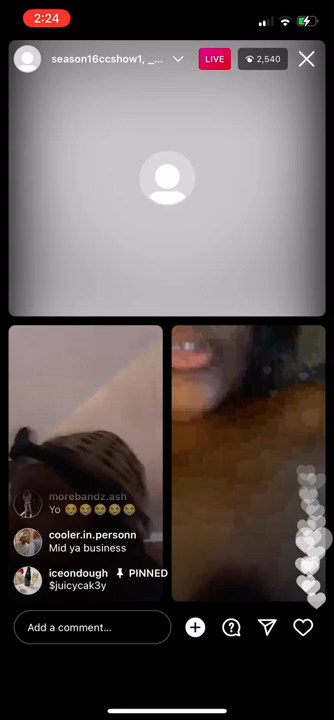 2:24
season16ccshow1, _...
LIVE
2,540
morebandz.ash
Yo 😂😂😂😂😂
cooler.in.personn
Mid ya business
iceondough 📌 PINNED
$juicycak3y
Add a comment...